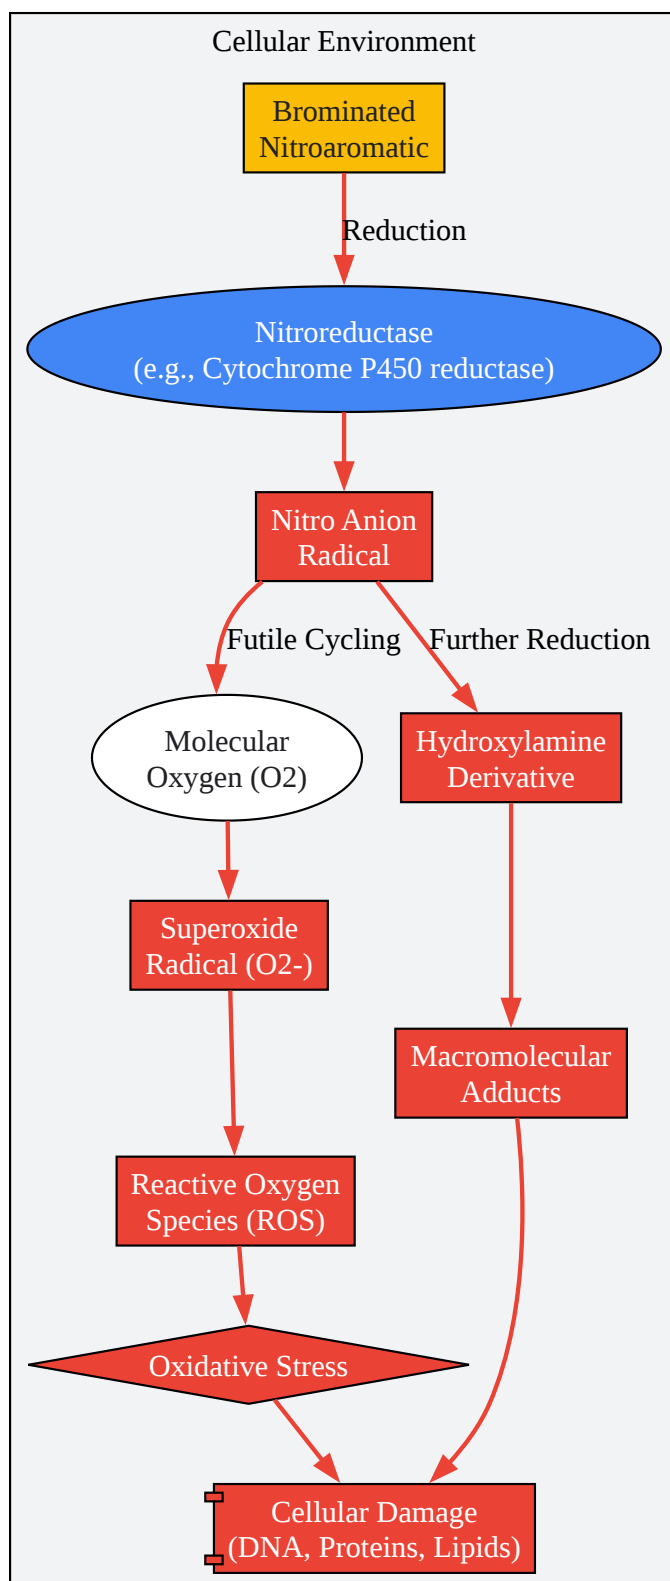 Cellular Environment
Brominated
Nitroaromatic
Reduction
Nitroreductase
(e.g., Cytochrome P450 reductase)
Nitro Anion
Radical
Futile Cycling
Further Reduction
Molecular
Oxygen (O2)
Hydroxylamine
Derivative
Superoxide
Radical (O2-)
Macromolecular
Adducts
Reactive Oxygen
Species (ROS)
Oxidative Stress
Cellular Damage
(DNA, Proteins, Lipids)